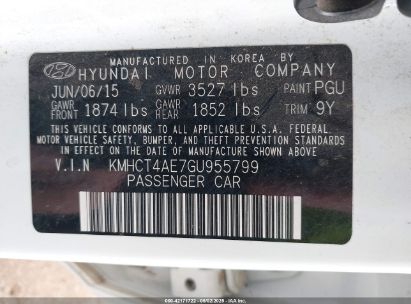 MANUFACTURED IN KOREA BY
HYUNDAI MOTOR COMPANY
JUN/06/15 GVWR 3527 lbs PAINT PGU
GAWR FRONT 1874 lbs GAWR REAR 1852 lbs TRIM 9Y
THIS VEHICLE CONFORMS TO ALL APPLICABLE U.S. FEDERAL
MOTOR VEHICLE SAFETY, BUMPER, AND THEFT PREVENTION STANDARDS
IN EFFECT ON THE DATE OF MANUFACTURE SHOWN ABOVE.
V.I.N KMHCT4AE7GU955799
PASSENGER CAR